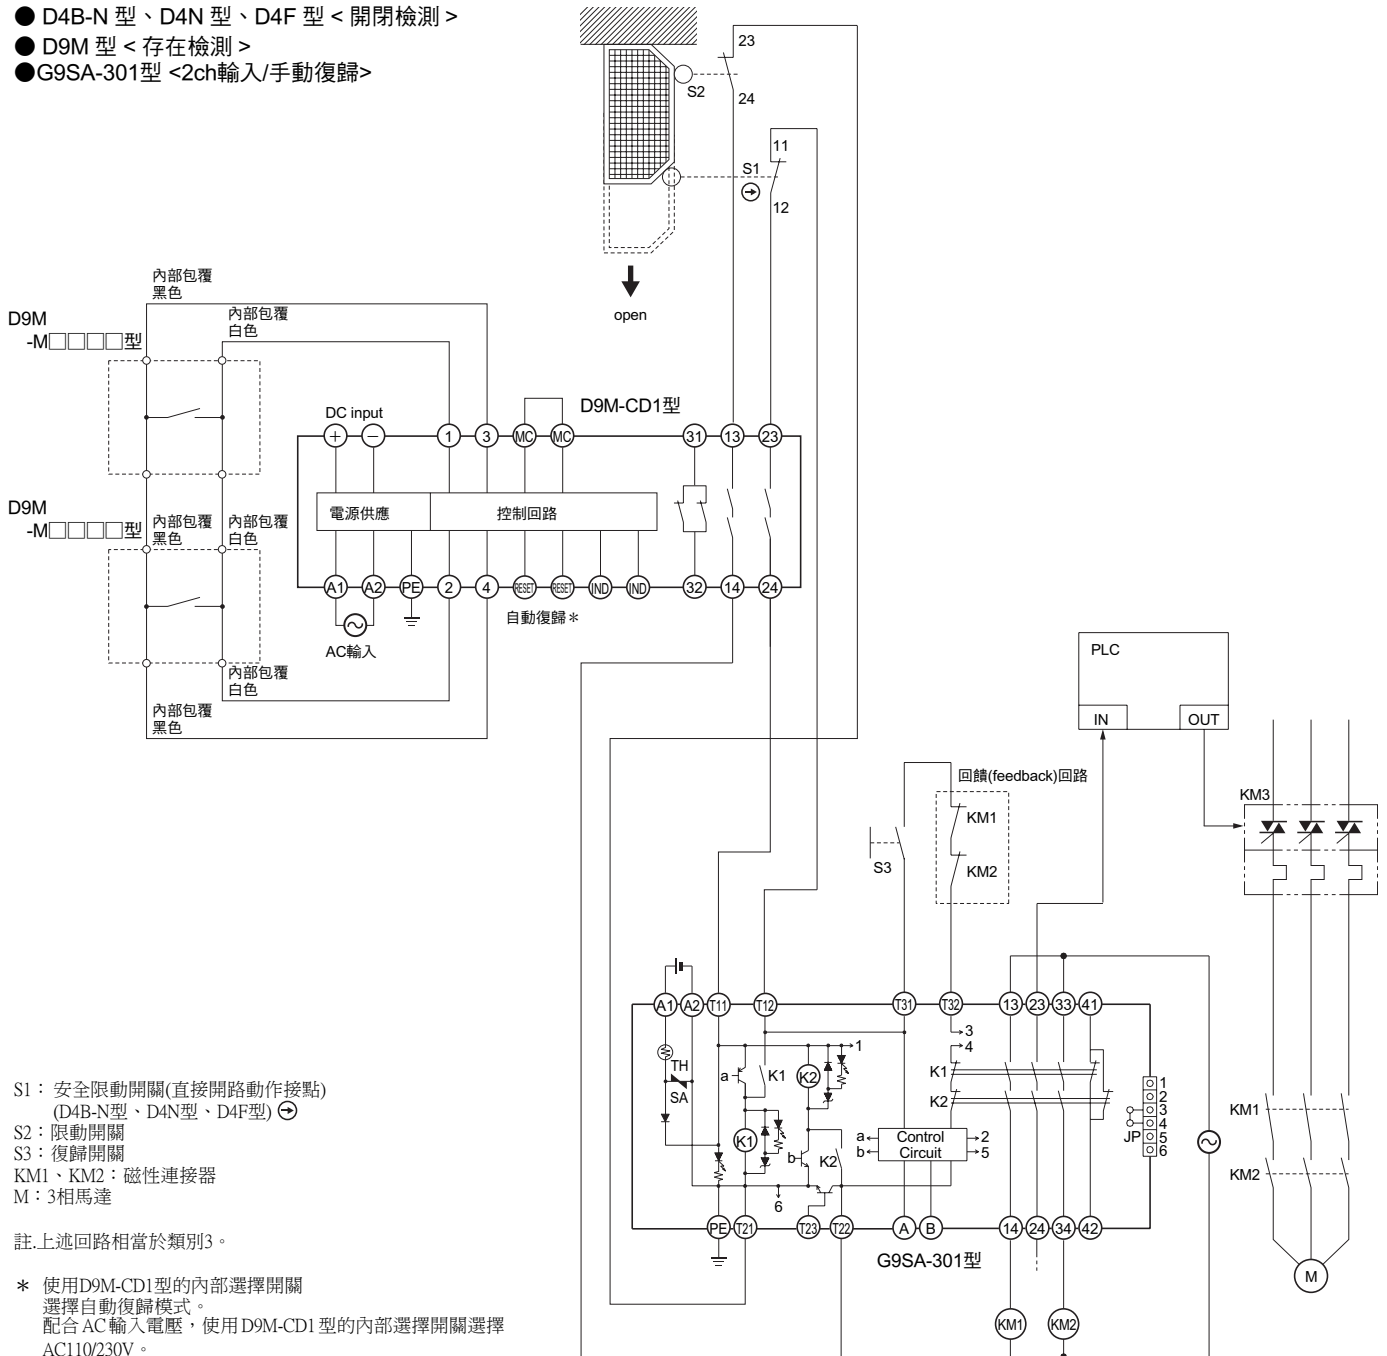 ● D4B-N 型、D4N 型、D4F 型 < 開閉檢測 >
● D9M 型 < 存在檢測 >
●G9SA-301型 <2ch輸入/手動復歸>
23
S2
24
11
S1
12
open
內部包覆
黑色
內部包覆
白色
D9M
-M□□□□型
DC input
D9M-CD1型
+ − 1 3 MC MC 31 13 23
電源供應
控制回路
D9M
-M□□□□型
內部包覆
黑色
內部包覆
白色
A1 A2 PE 2 4 RESET RESET IND IND 32 14 24
自動復歸＊
AC輸入
內部包覆
白色
內部包覆
黑色
PLC
IN
OUT
回饋(feedback)回路
KM1
KM2
S3
KM3
A1 A2 T11 T12 T31 T32 13 23 33 41
3
4
1
TH
SA
a
K1
K2
K1
K2
K1
b
K2
a
b
Control
Circuit
2
5
6
1
2
3
4
5
6
JP
PE T21 T23 T22 A B 14 24 34 42
G9SA-301型
KM1
KM2
KM1
KM2
M
S1： 安全限動開關(直接開路動作接點)
(D4B-N型、D4N型、D4F型)
S2：限動開關
S3：復歸開關
KM1、KM2：磁性連接器
M：3相馬達
註.上述回路相當於類別3。
＊ 使用D9M-CD1型的內部選擇開關
選擇自動復歸模式。
配合 AC 輸入電壓，使用 D9M-CD1 型的內部選擇開關選擇
AC110/230V。